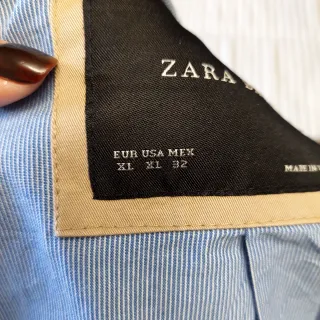 ZARA
EUR USA MEX
XL XL 32
MADE IN